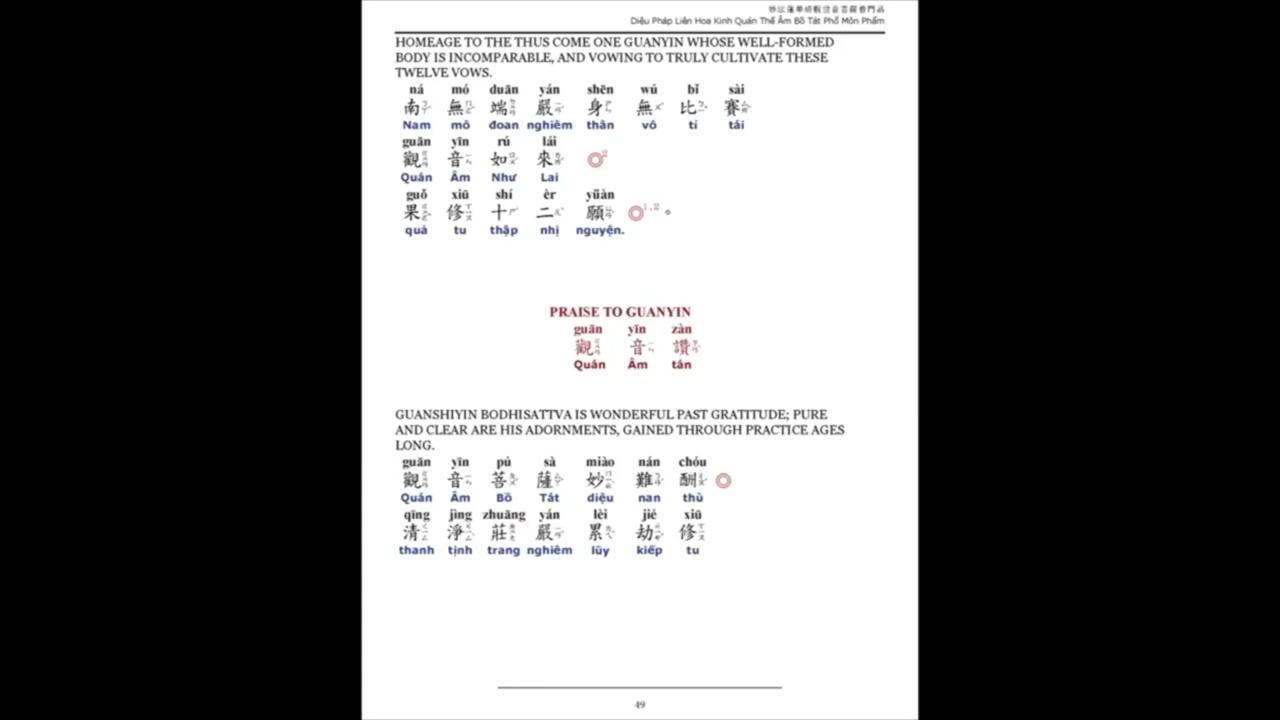 妙法蓮華經觀世音菩薩普門品
Diệu Pháp Liên Hoa Kinh Quán Thế Âm Bồ Tát Phổ Môn Phẩm
HOMEAGE TO THE THUS COME ONE GUANYIN WHOSE WELL-FORMED
BODY IS INCOMPARABLE, AND VOWING TO TRULY CULTIVATE THESE
TWELVE VOWS.
ná mó duān yán shēn wú bǐ sài
南 無 端 嚴 身 無 比 賽
Nam mô đoan nghiêm thân vô tỉ tái
guān yīn rú lái
觀 音 如 來 2
Quán Âm Như Lai
guǒ xiū shí èr yüàn
果 修 十 二 願 1,2
quả tu thập nhị nguyện.
PRAISE TO GUANYIN
guān yīn zàn
觀 音 讚
Quán Âm tán
GUANSHIYIN BODHISATTVA IS WONDERFUL PAST GRATITUDE; PURE
AND CLEAR ARE HIS ADORNMENTS, GAINED THROUGH PRACTICE AGES
LONG.
guān yīn pú sà miào nán chóu
觀 音 菩 薩 妙 難 酬
Quán Âm Bồ Tát diệu nan thù
qīng jìng zhuāng yán lèi jié xiū
清 淨 莊 嚴 累 劫 修
thanh tịnh trang nghiêm lũy kiếp tu
49